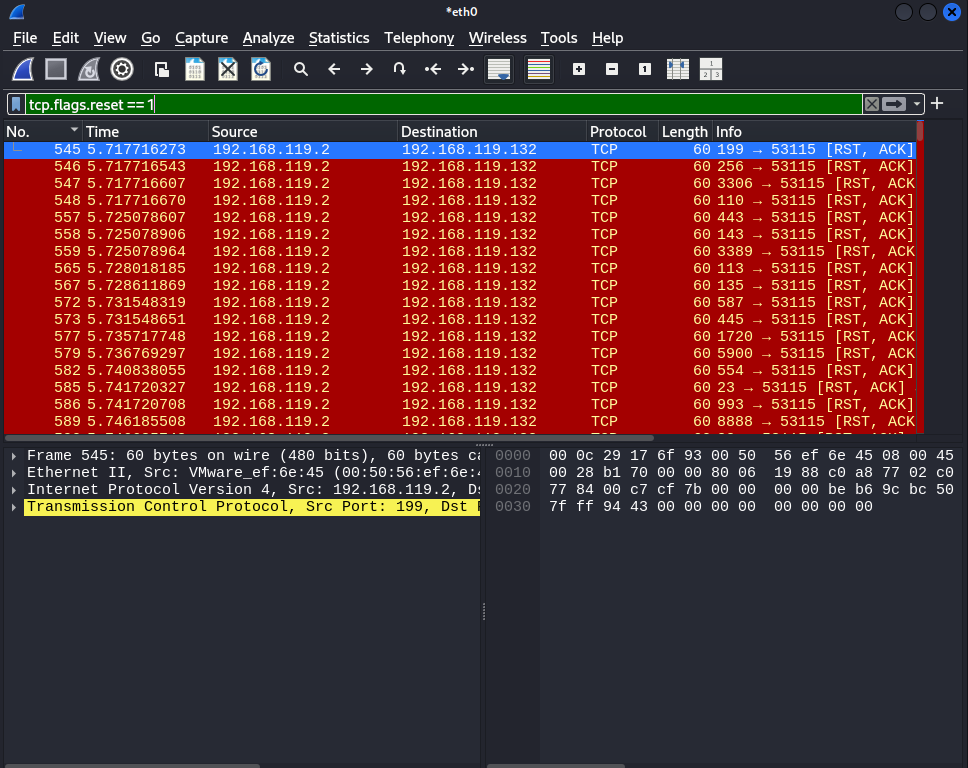 *eth0
File Edit View Go Capture Analyze Statistics Telephony Wireless Tools Help
tcp.flags.reset == 1
No. Time Source Destination Protocol Length Info
545 5.717716273 192.168.119.2 192.168.119.132 TCP 60 199 → 53115 [RST, ACK]
546 5.717716543 192.168.119.2 192.168.119.132 TCP 60 256 → 53115 [RST, ACK]
547 5.717716607 192.168.119.2 192.168.119.132 TCP 60 3306 → 53115 [RST, ACK
548 5.717716670 192.168.119.2 192.168.119.132 TCP 60 110 → 53115 [RST, ACK]
557 5.725078607 192.168.119.2 192.168.119.132 TCP 60 443 → 53115 [RST, ACK]
558 5.725078906 192.168.119.2 192.168.119.132 TCP 60 143 → 53115 [RST, ACK]
559 5.725078964 192.168.119.2 192.168.119.132 TCP 60 3389 → 53115 [RST, ACK
565 5.728018185 192.168.119.2 192.168.119.132 TCP 60 113 → 53115 [RST, ACK]
567 5.728611869 192.168.119.2 192.168.119.132 TCP 60 135 → 53115 [RST, ACK]
572 5.731548319 192.168.119.2 192.168.119.132 TCP 60 587 → 53115 [RST, ACK]
573 5.731548651 192.168.119.2 192.168.119.132 TCP 60 445 → 53115 [RST, ACK]
577 5.735717748 192.168.119.2 192.168.119.132 TCP 60 1720 → 53115 [RST, ACK
579 5.736769297 192.168.119.2 192.168.119.132 TCP 60 5900 → 53115 [RST, ACK
582 5.740838055 192.168.119.2 192.168.119.132 TCP 60 554 → 53115 [RST, ACK]
585 5.741720327 192.168.119.2 192.168.119.132 TCP 60 23 → 53115 [RST, ACK]
586 5.741720708 192.168.119.2 192.168.119.132 TCP 60 993 → 53115 [RST, ACK]
589 5.746185508 192.168.119.2 192.168.119.132 TCP 60 8888 → 53115 [RST, ACK
Frame 545: 60 bytes on wire (480 bits), 60 bytes ca
Ethernet II, Src: VMware_ef:6e:45 (00:50:56:ef:6e:4
Internet Protocol Version 4, Src: 192.168.119.2, Ds
Transmission Control Protocol, Src Port: 199, Dst P
0000 00 0c 29 17 6f 93 00 50 56 ef 6e 45 08 00 45
0010 00 28 b1 70 00 00 80 06 19 88 c0 a8 77 02 c0
0020 77 84 00 c7 cf 7b 00 00 00 00 be b6 9c bc 50
0030 7f ff 94 43 00 00 00 00 00 00 00 00